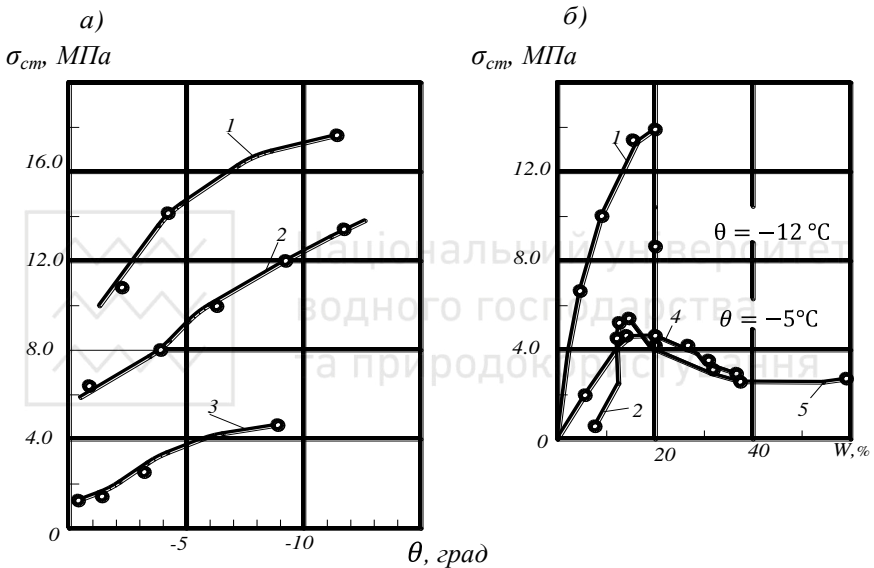 а)
б)
σст, МПа
σст, МПа
1
2
3
16.0
12.0
8.0
4.0
0
-5
-10
θ, град
1
2
4
5
12.0
8.0
4.0
0
20
40
W,%
θ = −12 °C
θ = −5°C
Національний університет
водного господарства
та природокористування